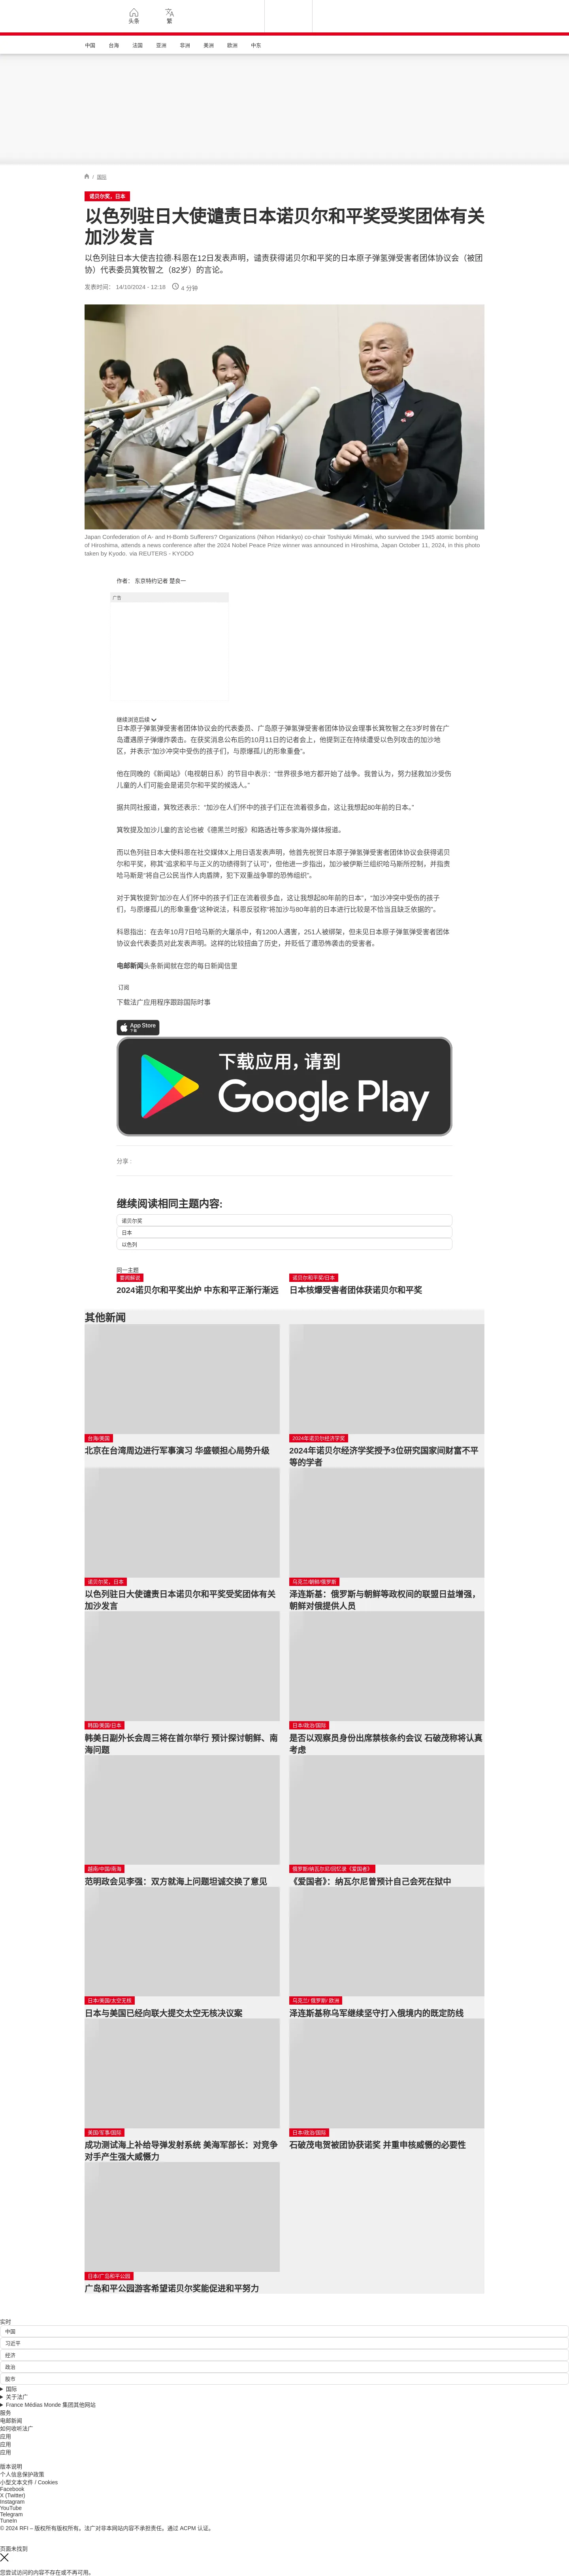 头条
繁
中国 台海 法国 亚洲 非洲 美洲 欧洲 中东
/ 国际
诺贝尔奖，日本
以色列驻日大使谴责日本诺贝尔和平奖受奖团体有关
加沙发言
以色列驻日本大使吉拉德·科恩在12日发表声明，谴责获得诺贝尔和平奖的日本原子弹氢弹受害者团体协议会（被团
协）代表委员箕牧智之（82岁）的言论。
发表时间： 14/10/2024 - 12:18 4 分钟
Japan Confederation of A- and H-Bomb Sufferers? Organizations (Nihon Hidankyo) co-chair Toshiyuki Mimaki, who survived the 1945 atomic bombing
of Hiroshima, attends a news conference after the 2024 Nobel Peace Prize winner was announced in Hiroshima, Japan October 11, 2024, in this photo
taken by Kyodo. via REUTERS - KYODO
作者： 东京特约记者 楚良一
广告
继续浏览后续
日本原子弹氢弹受害者团体协议会的代表委员、广岛原子弹氢弹受害者团体协议会理事长箕牧智之在3岁时曾在广
岛遭遇原子弹爆炸袭击。在获奖消息公布后的10月11日的记者会上，他提到正在持续遭受以色列攻击的加沙地
区，并表示“加沙冲突中受伤的孩子们，与原爆孤儿的形象重叠”。
他在同晚的《新闻站》（电视朝日系）的节目中表示：“世界很多地方都开始了战争。我曾认为，努力拯救加沙受伤
儿童的人们可能会是诺贝尔和平奖的候选人。”
据共同社报道，箕牧还表示：“加沙在人们怀中的孩子们正在流着很多血，这让我想起80年前的日本。”
箕牧提及加沙儿童的言论也被《德黑兰时报》和路透社等多家海外媒体报道。
而以色列驻日本大使科恩在社交媒体X上用日语发表声明，他首先祝贺日本原子弹氢弹受害者团体协议会获得诺贝
尔和平奖，称其“追求和平与正义的功绩得到了认可”，但他进一步指出，加沙被伊斯兰组织哈马斯所控制，并指责
哈马斯是“将自己公民当作人肉盾牌，犯下双重战争罪的恐怖组织”。
对于箕牧提到“加沙在人们怀中的孩子们正在流着很多血，这让我想起80年前的日本”，“加沙冲突中受伤的孩子
们，与原爆孤儿的形象重叠”这种说法，科恩反驳称“将加沙与80年前的日本进行比较是不恰当且缺乏依据的”。
科恩指出：在去年10月7日哈马斯的大屠杀中，有1200人遇害，251人被绑架，但未见日本原子弹氢弹受害者团体
协议会代表委员对此发表声明。这样的比较扭曲了历史，并贬低了遭恐怖袭击的受害者。
电邮新闻头条新闻就在您的每日新闻信里
订阅
下载法广应用程序跟踪国际时事
App Store
下载
下载应用，请到
Google Play
分享 :
继续阅读相同主题内容:
诺贝尔奖
日本
以色列
同一主题
要闻解说
2024诺贝尔和平奖出炉 中东和平正渐行渐远
诺贝尔和平奖/日本
日本核爆受害者团体获诺贝尔和平奖
其他新闻
台海/美国
北京在台湾周边进行军事演习 华盛顿担心局势升级
2024年诺贝尔经济学奖
2024年诺贝尔经济学奖授予3位研究国家间财富不平
等的学者
诺贝尔奖，日本
以色列驻日大使谴责日本诺贝尔和平奖受奖团体有关
加沙发言
乌克兰/朝鲜/俄罗斯
泽连斯基：俄罗斯与朝鲜等政权间的联盟日益增强，
朝鲜对俄提供人员
韩国/美国/日本
韩美日副外长会周三将在首尔举行 预计探讨朝鲜、南
海问题
日本/政治/国际
是否以观察员身份出席禁核条约会议 石破茂称将认真
考虑
越南/中国/南海
范明政会见李强：双方就海上问题坦诚交换了意见
俄罗斯/纳瓦尔尼/回忆录《爱国者》
《爱国者》：纳瓦尔尼曾预计自己会死在狱中
日本/美国/太空无核
日本与美国已经向联大提交太空无核决议案
乌克兰/ 俄罗斯/ 欧洲
泽连斯基称乌军继续坚守打入俄境内的既定防线
美国/军事/国际
成功测试海上补给导弹发射系统 美海军部长：对竞争
对手产生强大威慑力
日本/政治/国际
石破茂电贺被团协获诺奖 并重申核威慑的必要性
日本/广岛和平公园
广岛和平公园游客希望诺贝尔奖能促进和平努力
实时
中国
习近平
经济
政治
股市
国际
关于法广
France Médias Monde 集团其他网站
服务
电邮新闻
如何收听法广
应用
应用
应用
版本说明
个人信息保护政策
小型文本文件 / Cookies
Facebook
X (Twitter)
Instagram
YouTube
Telegram
TuneIn
© 2024 RFI – 版权所有版权所有。法广对非本网站内容不承担责任。通过 ACPM 认证。
页面未找到
您尝试访问的内容不存在或不再可用。